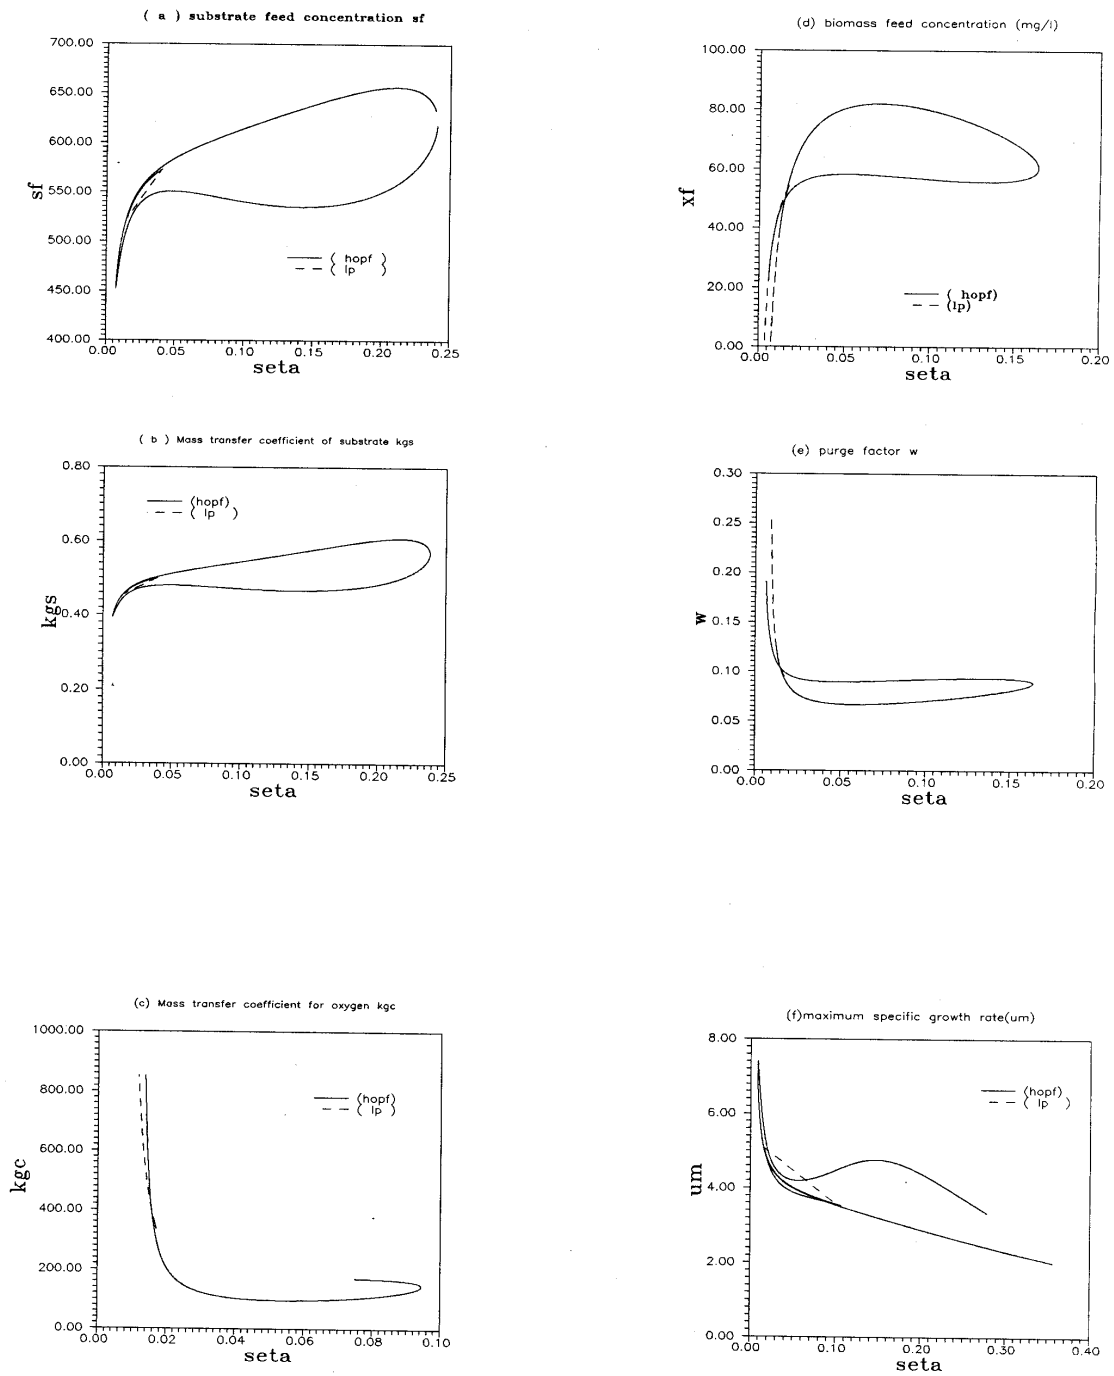 ( a ) substrate feed concentration sf
700.00
650.00
600.00
550.00
500.00
450.00
400.00
sf
( hopf )
( lp )
0.00 0.05 0.10 0.15 0.20 0.25
seta
(d) biomass feed concentration (mg/l)
100.00
80.00
60.00
40.00
20.00
0.00
xf
( hopf)
(lp)
0.00 0.05 0.10 0.15 0.20
seta
( b ) Mass transfer coefficient of substrate kgs
0.80
0.60
0.40
0.20
0.00
kgs
(hopf)
( lp )
0.00 0.05 0.10 0.15 0.20 0.25
seta
(e) purge factor w
0.30
0.25
0.20
0.15
0.10
0.05
0.00
w
0.00 0.05 0.10 0.15 0.20
seta
(c) Mass transfer coefficient for oxygen kgc
1000.00
800.00
600.00
400.00
200.00
0.00
kgc
(hopf)
( lp )
0.00 0.02 0.04 0.06 0.08 0.10
seta
(f)maximum specific growth rate(um)
8.00
6.00
4.00
2.00
0.00
um
(hopf)
( lp )
0.00 0.10 0.20 0.30 0.40
seta